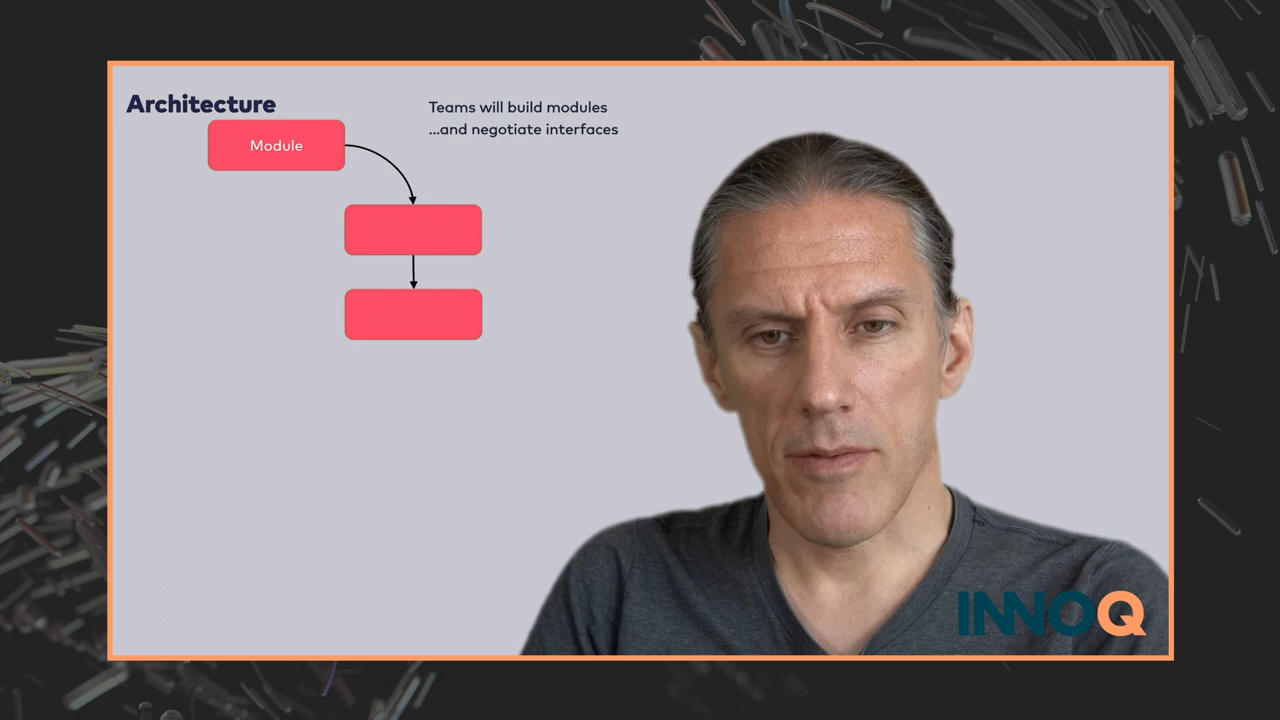 Architecture
Teams will build modules
...and negotiate interfaces
Module
INNOQ